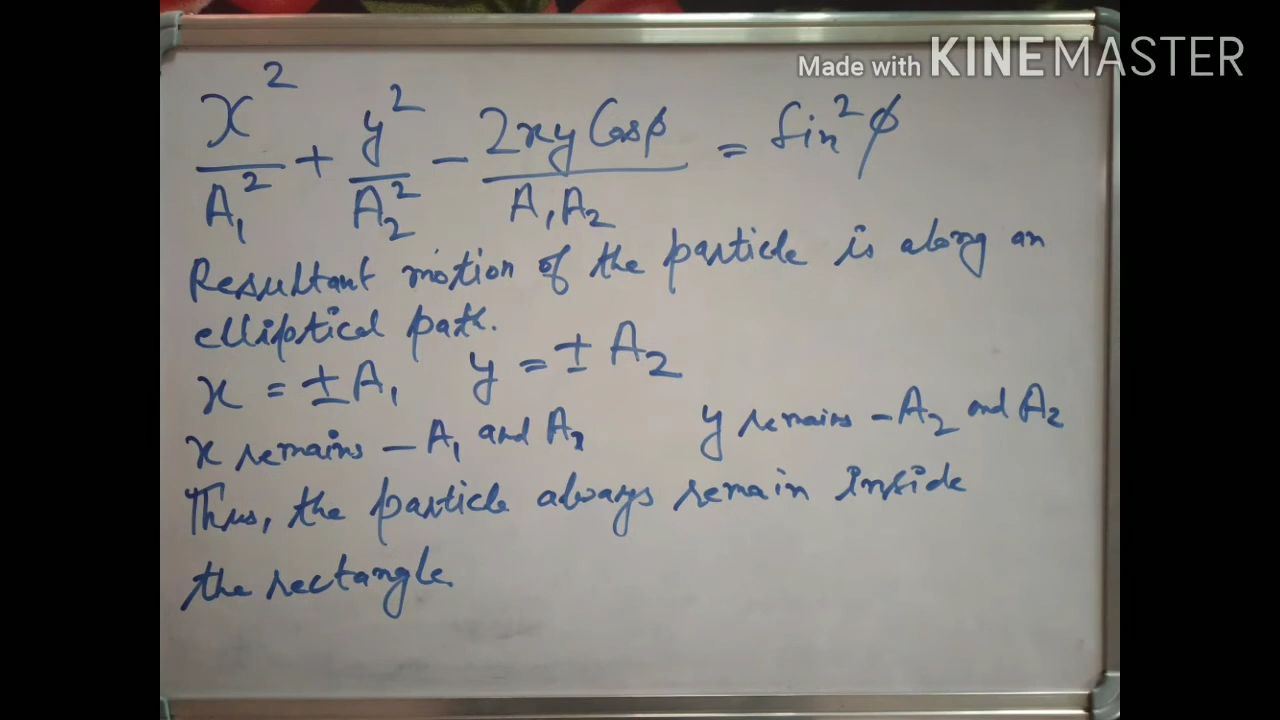 Made with KINEMASTER
x²/A₁² + y²/A₂² - 2xy Cosϕ/A₁A₂ = Sin²ϕ
Resultant motion of the particle is along an
elliptical path.
x = ±A₁ y = ±A₂
x remains -A₁ and A₁ y remains -A₂ and A₂
Thus, the particle always remain inside
the rectangle.